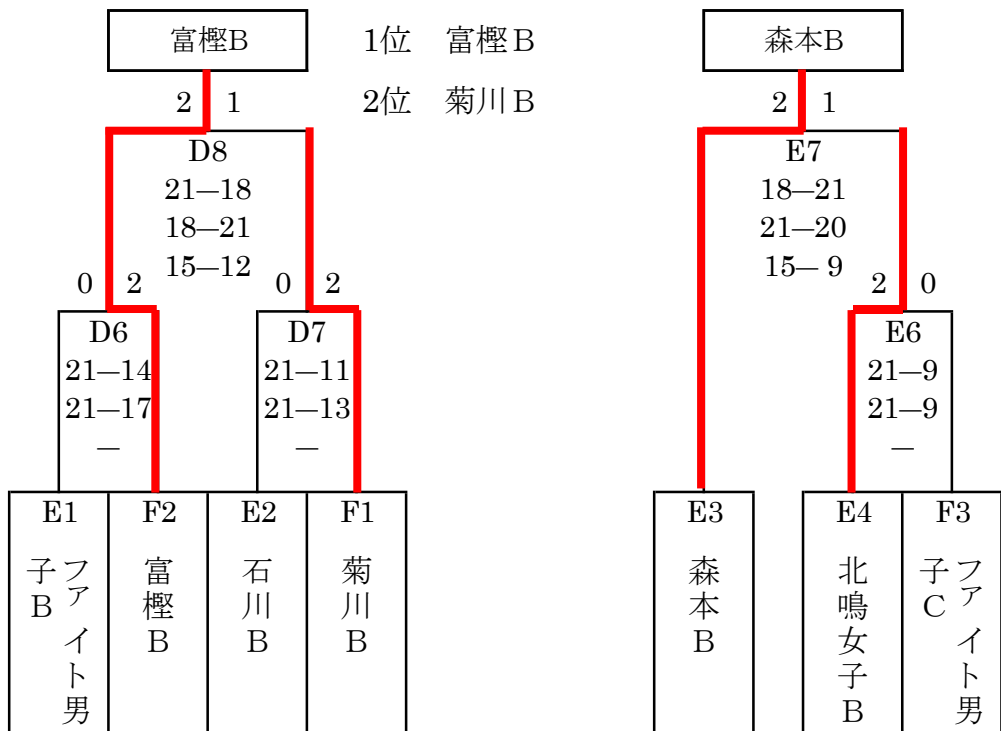 富樫B
1位　富樫B
2位　菊川B
2 1
D8
21–18
18–21
15–12
0 2
D6
21–14
21–17
–
0 2
D7
21–11
21–13
–
E1
ファイト男子B
F2
富樫B
E2
石川B
F1
菊川B
森本B
2 1
E7
18–21
21–20
15– 9
2 0
E6
21–9
21–9
–
E3
森本B
E4
北鳴女子B
F3
ファイト男子C